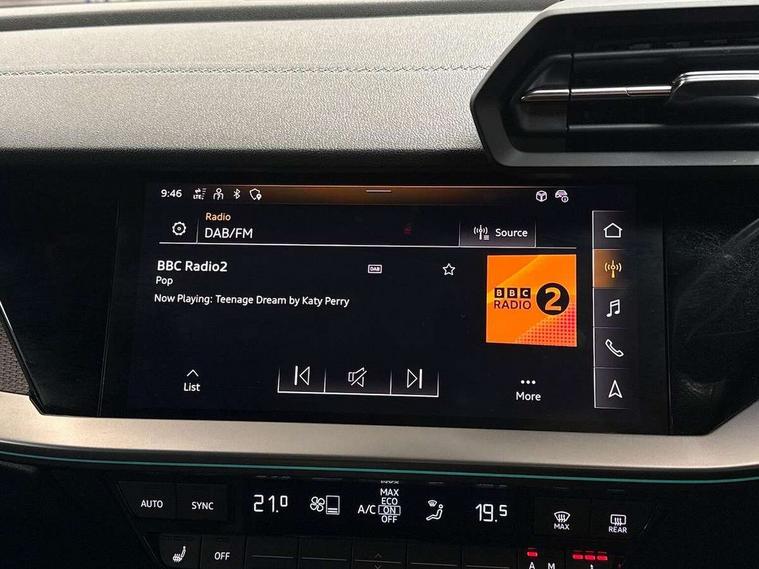 9:46 LTE
Radio
DAB/FM
Source
BBC Radio2
DAB
Pop
Now Playing: Teenage Dream by Katy Perry
BBC
RADIO 2
List
More
AUTO
SYNC
21.0
A/C
MAX
ECO
ON
OFF
19.5
MAX
REAR
OFF
A M